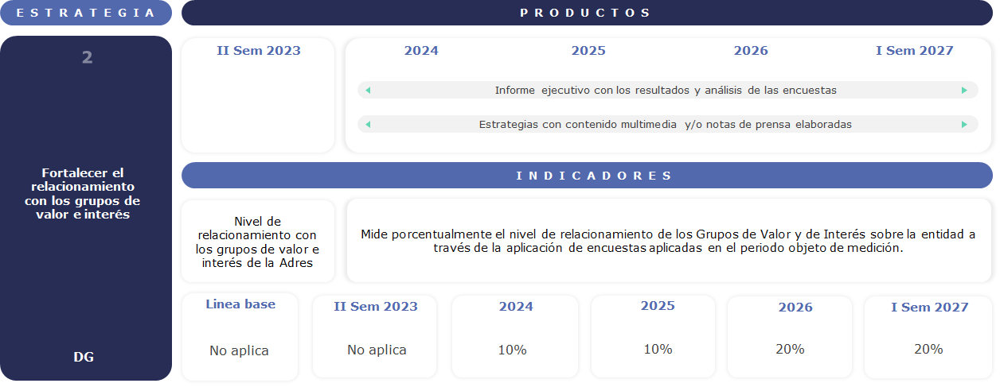 ESTRATEGIA
PRODUCTOS
2
Fortalecer el
relacionamiento
con los grupos de
valor e interés
DG
II Sem 2023
2024
2025
2026
I Sem 2027
Informe ejecutivo con los resultados y análisis de las encuestas
Estrategias con contenido multimedia y/o notas de prensa elaboradas
INDICADORES
Nivel de
relacionamiento con
los grupos de valor e
interés de la Adres
Mide porcentualmente el nivel de relacionamiento de los Grupos de Valor y de Interés sobre la entidad a
través de la aplicación de encuestas aplicadas en el periodo objeto de medición.
Linea base
No aplica
II Sem 2023
No aplica
2024
10%
2025
10%
2026
20%
I Sem 2027
20%